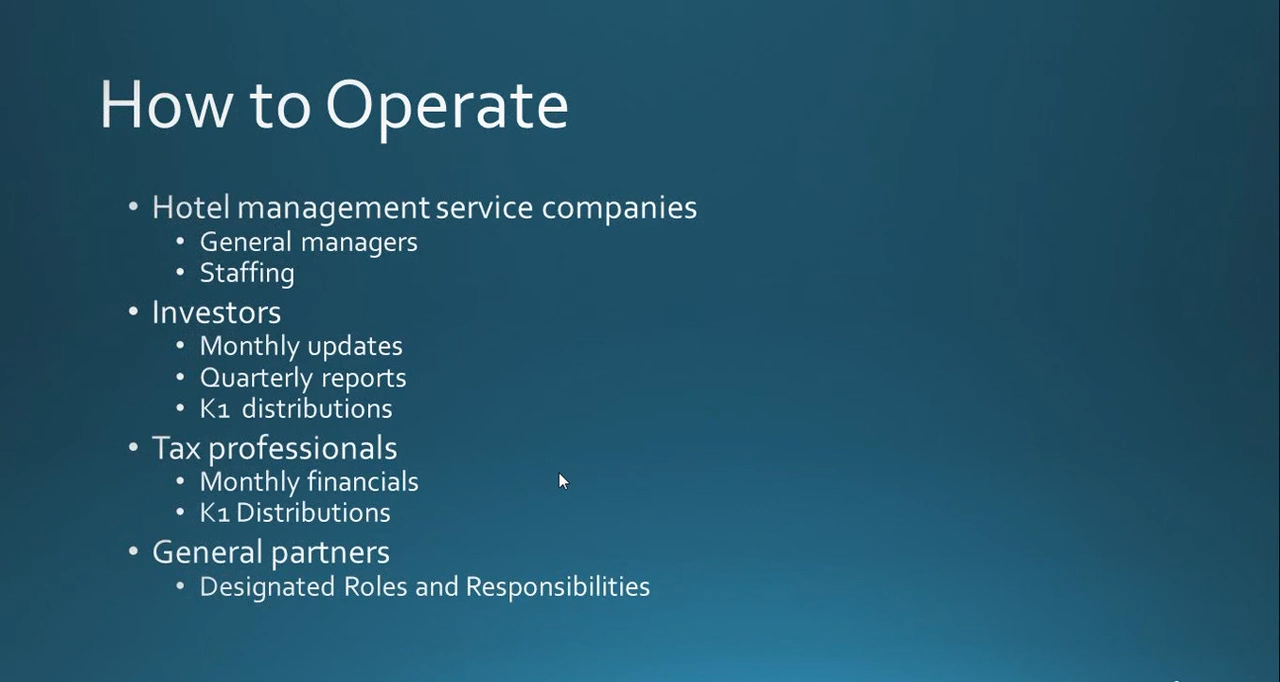 How to Operate
• Hotel management service companies
• General managers
• Staffing
• Investors
• Monthly updates
• Quarterly reports
• K1 distributions
• Tax professionals
• Monthly financials
• K1 Distributions
• General partners
• Designated Roles and Responsibilities